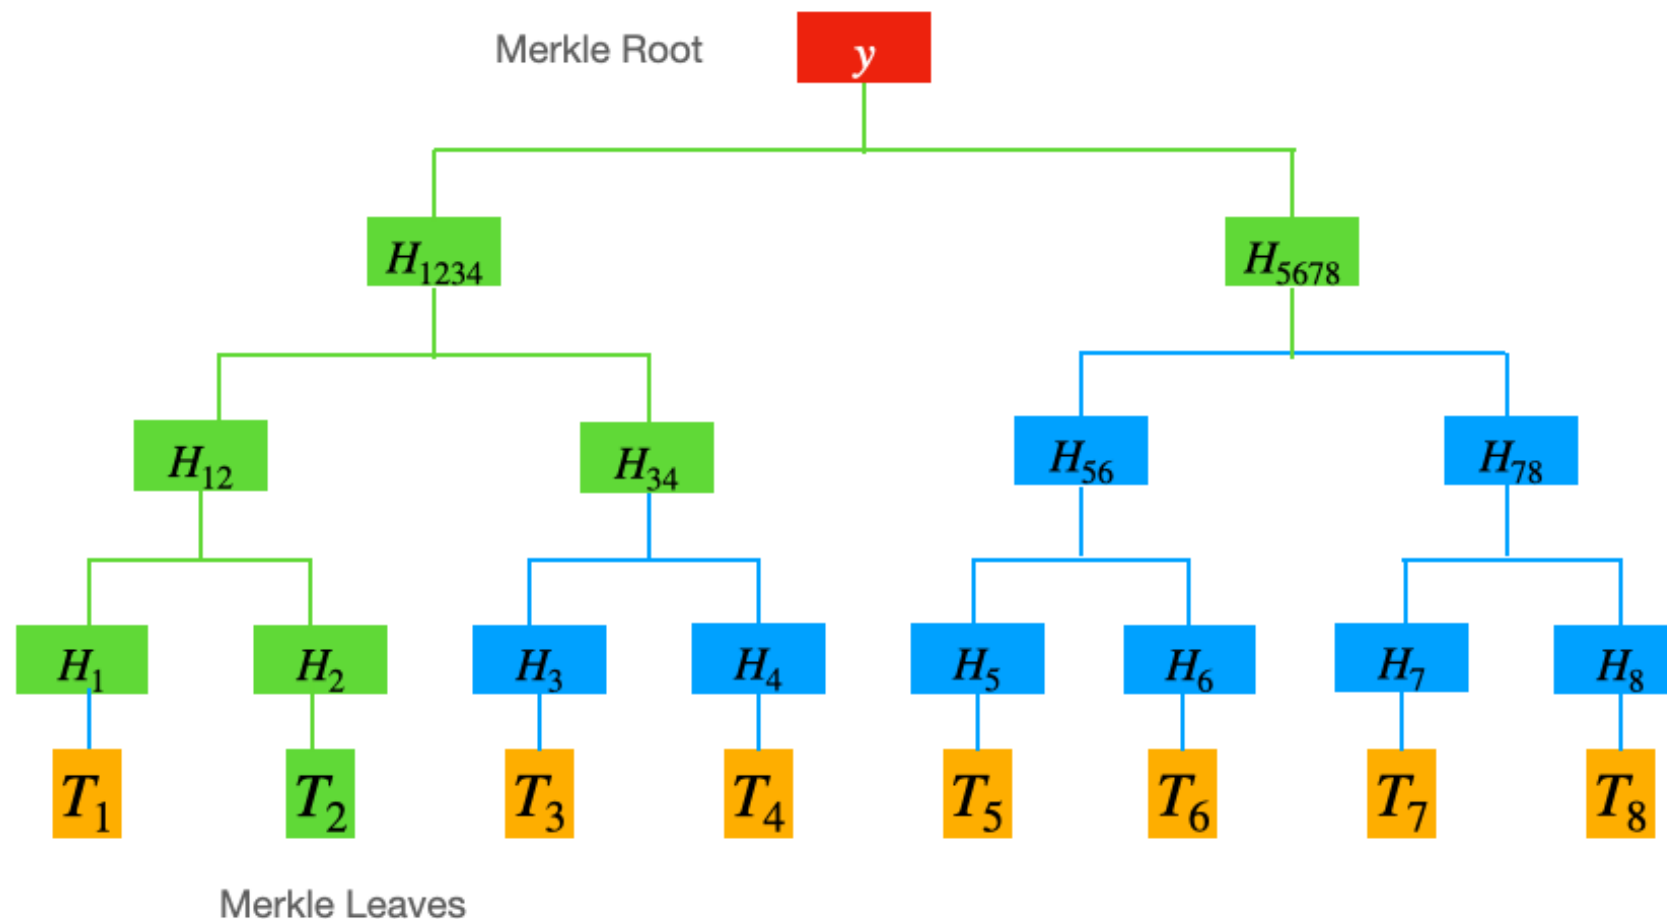 Merkle Root
y
H₁₂₃₄
H₅₆₇₈
H₁₂
H₃₄
H₅₆
H₇₈
H₁
H₂
H₃
H₄
H₅
H₆
H₇
H₈
T₁
T₂
T₃
T₄
T₅
T₆
T₇
T₈
Merkle Leaves